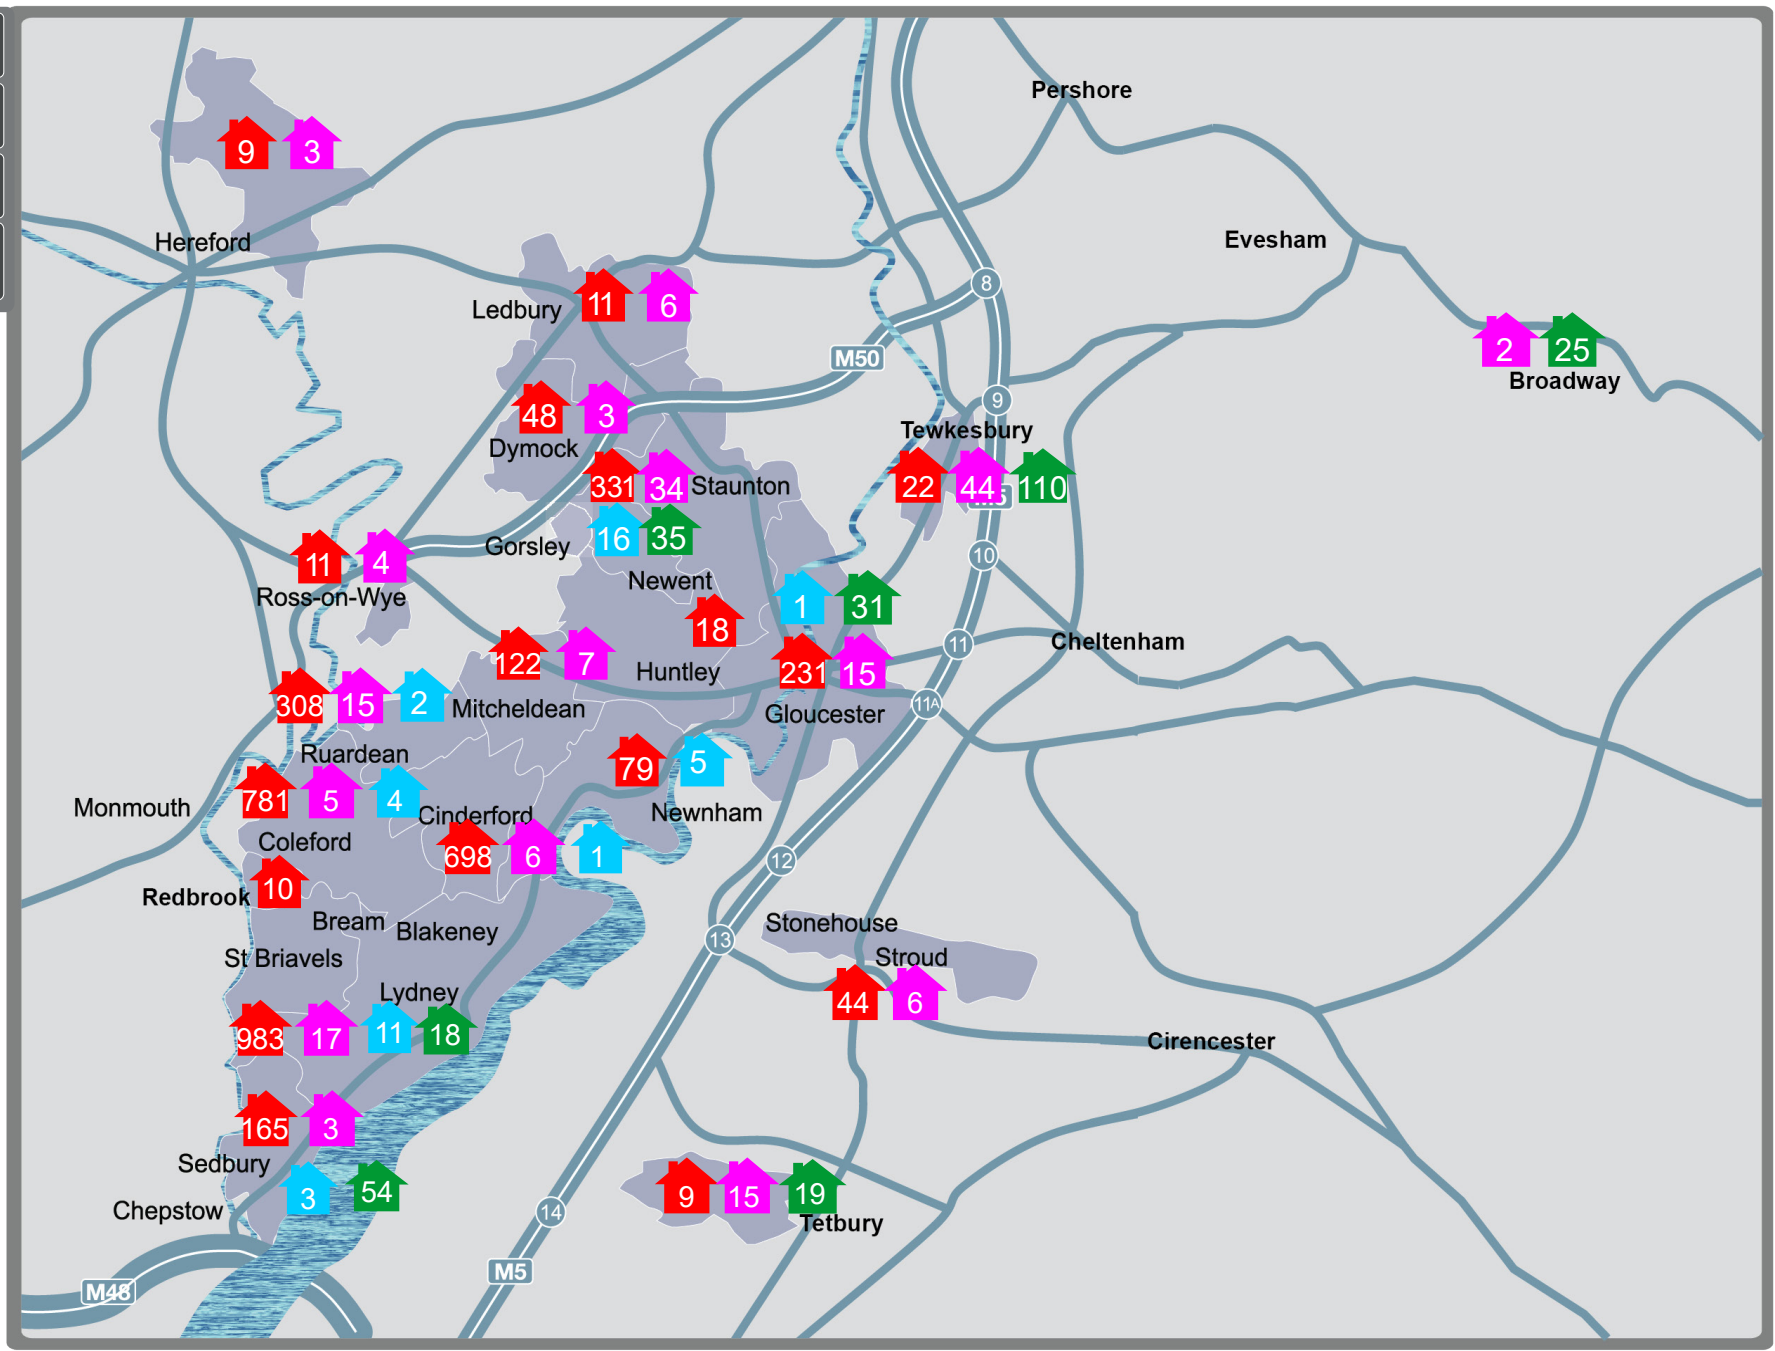 Pershore
9 3
Hereford
Evesham
8
Ledbury
11 6
M50
2 25
Broadway
9
48 3
Dymock
Tewkesbury
22 44 110
331 34
Staunton
16 35
Gorsley
10
11 4
Ross-on-Wye
Newent
1 31
18
11
Cheltenham
122 7
Huntley
231 15
308 15 2
Mitcheldean
Gloucester
11A
Ruardean
79 5
781 5 4
Monmouth
Cinderford
Newnham
Coleford
698 6 1
12
10
Redbrook
Bream
Blakeney
Stonehouse
13
St Briavels
Stroud
Lydney
44 6
983 17 11 18
Cirencester
165 3
Sedbury
3 54
9 15 19
Chepstow
14
Tetbury
M5
M48